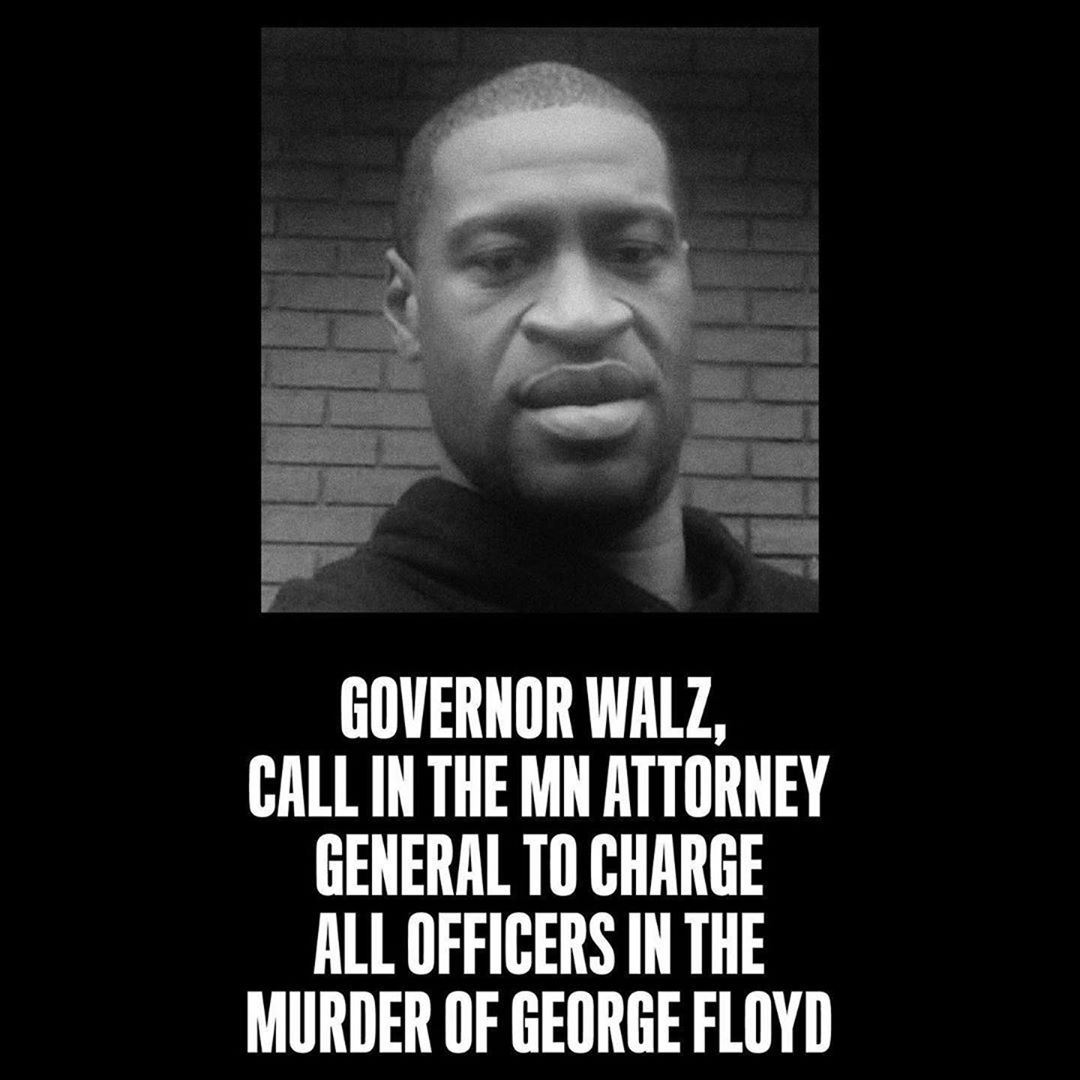 GOVERNOR WALZ,
CALL IN THE MN ATTORNEY
GENERAL TO CHARGE
ALL OFFICERS IN THE
MURDER OF GEORGE FLOYD